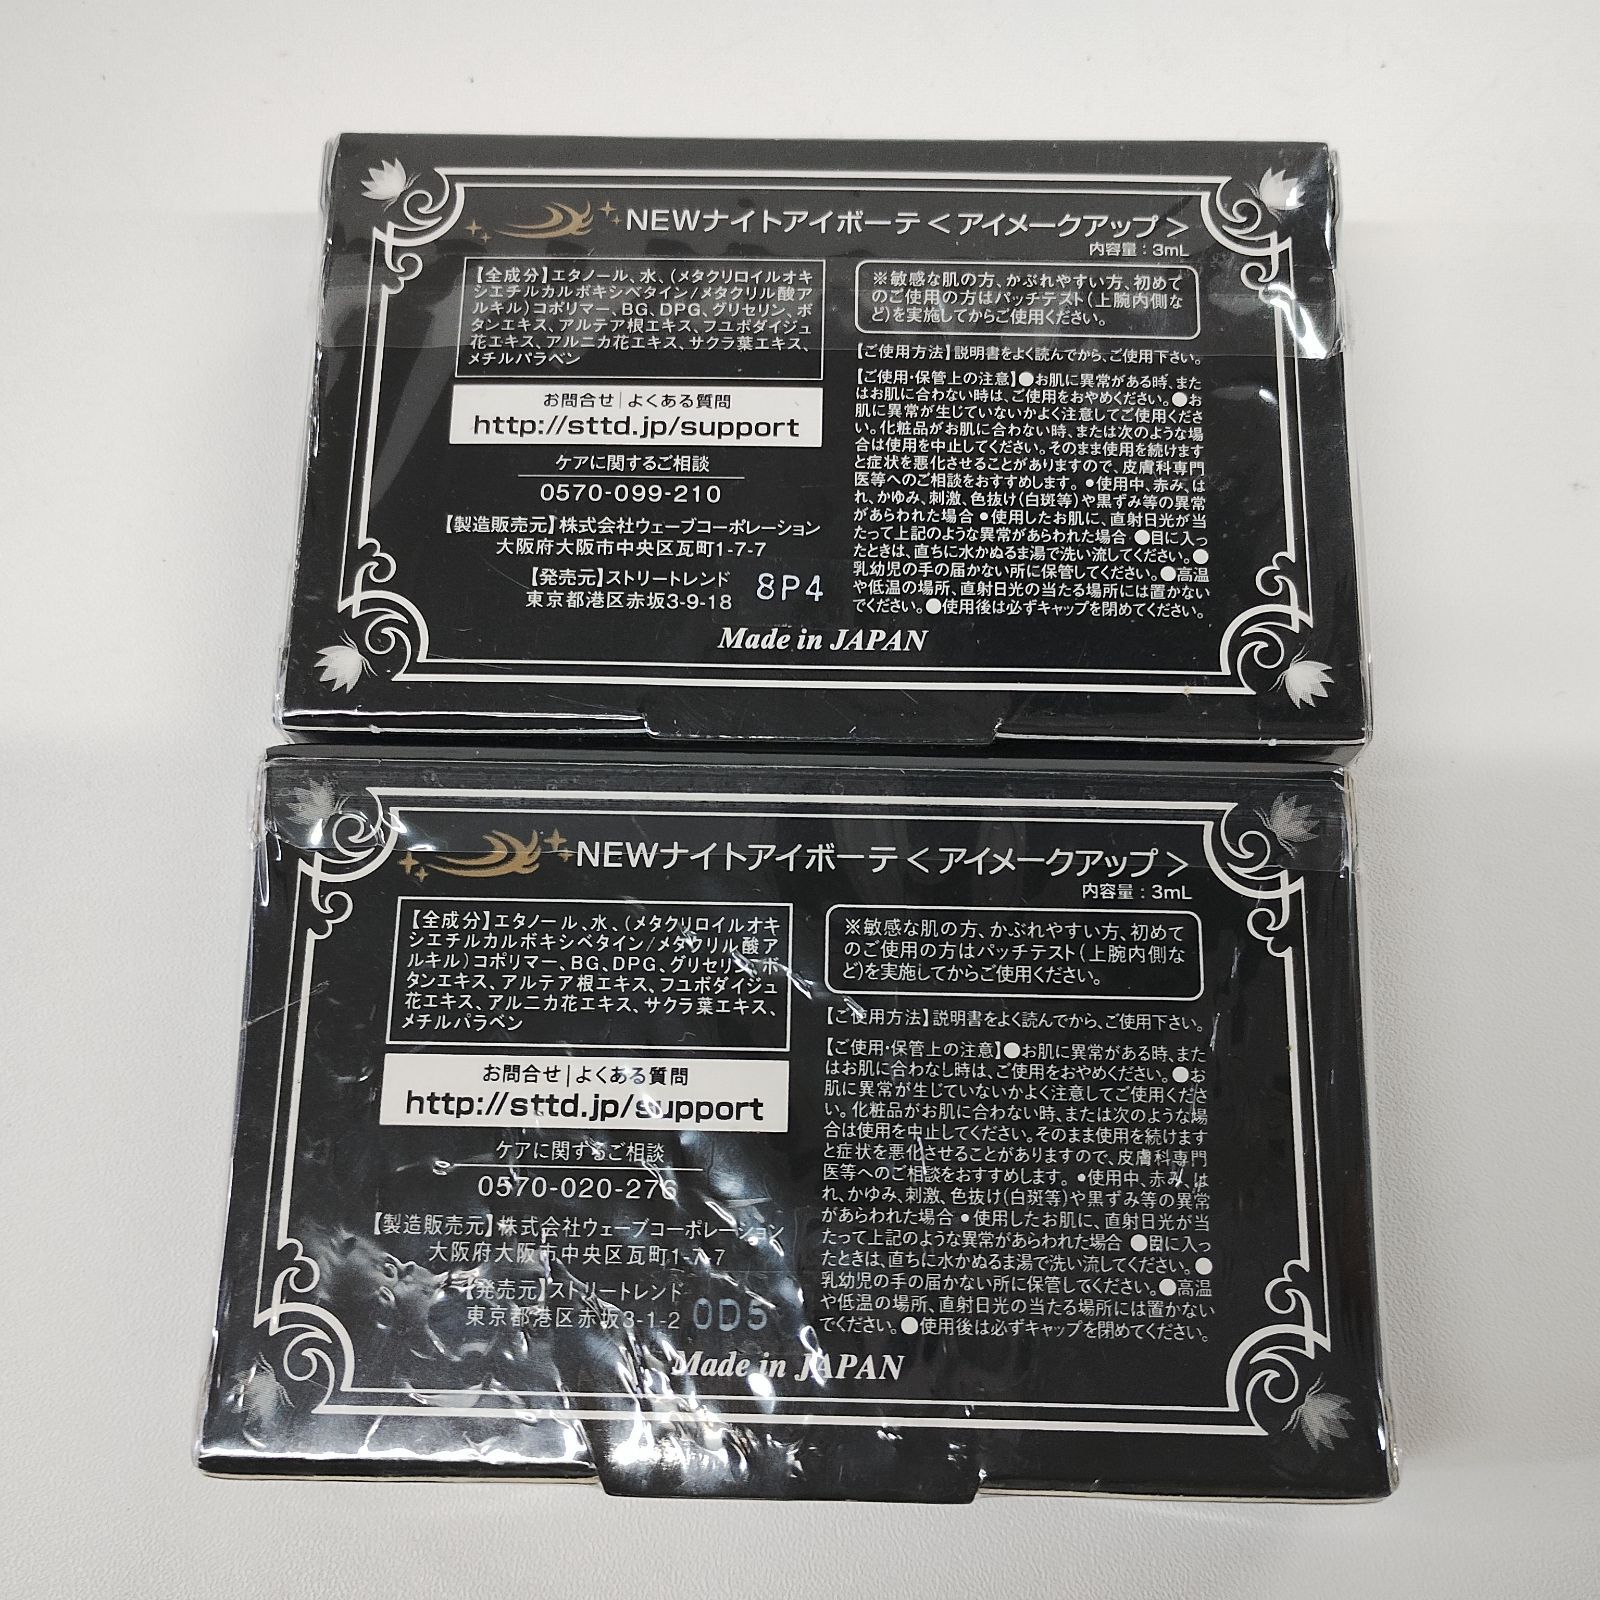 NEWナイトアイボーテ＜アイメークアップ＞
内容量：3mL
【全成分】エタノール、水、(メタクリロイルオキ
シエチルカルボキシベタイン/メタクリル酸ア
ルキル)コポリマー、BG、DPG、グリセリン、ボ
タンエキス、アルテア根エキス、フユボダイジュ
花エキス、アルニカ花エキス、サクラ葉エキス、
メチルパラベン
お問合せ|よくある質問
http://sttd.jp/support
ケアに関するご相談
0570-099-210
【製造販売元】株式会社ウェーブコーポレーション
大阪府大阪市中央区瓦町1-7-7
【発売元】ストリートレンド
東京都港区赤坂3-9-18
8P4
※敏感な肌の方、かぶれやすい方、初めて
のご使用の方はパッチテスト(上腕内側な
ど)を実施してからご使用ください。
【ご使用方法】説明書をよく読んでから、ご使用下さい。
【ご使用・保管上の注意】●お肌に異常がある時、また
はお肌に合わない時は、ご使用をおやめください。●お
肌に異常が生じていないかよく注意してご使用くださ
い。化粧品がお肌に合わない時、または次のような場
合は使用を中止してください。そのまま使用を続けます
と症状を悪化させることがありますので、皮膚科専門
医等へのご相談をおすすめします。•使用中、赤み、は
れ、かゆみ、刺激、色抜け(白斑等)や黒ずみ等の異常
があらわれた場合•使用したお肌に、直射日光が当
たって上記のような異常があらわれた場合 ●目に入っ
たときは、直ちに水かぬるま湯で洗い流してください。●
乳幼児の手の届かない所に保管してください。●高温
や低温の場所、直射日光の当たる場所には置かない
でください。●使用後は必ずキャップを閉めてください。
Made in JAPAN
NEWナイトアイボーテ＜アイメークアップ＞
内容量：3mL
【全成分】エタノール、水、(メタクリロイルオキ
シエチルカルボキシベタイン/メタクリル酸ア
ルキル)コポリマー、BG、DPG、グリセリン、ボ
タンエキス、アルテア根エキス、フユボダイジュ
花エキス、アルニカ花エキス、サクラ葉エキス、
メチルパラベン
お問合せ|よくある質問
http://sttd.jp/support
ケアに関するご相談
0570-020-276
【製造販売元】株式会社ウェーブコーポレーション
大阪府大阪市中央区瓦町1-7-7
【発売元】ストリートレンド
東京都港区赤坂3-1-2
0D5
※敏感な肌の方、かぶれやすい方、初めて
のご使用の方はパッチテスト(上腕内側な
ど)を実施してからご使用ください。
【ご使用方法】説明書をよく読んでから、ご使用下さい。
【ご使用・保管上の注意】●お肌に異常がある時、また
はお肌に合わなし時は、ご使用をおやめください。●お
肌に異常が生じていないかよく注意してご使用くださ
い。化粧品がお肌に合わない時、または次のような場
合は使用を中止してください。そのまま使用を続けます
と症状を悪化させることがありますので、皮膚科専門
医等へのご相談をおすすめします。•使用中、赤み、は
れ、かゆみ、刺激、色抜け(白斑等)や黒ずみ等の異常
があらわれた場合•使用したお肌に、直射日光が当
たって上記のような異常があらわれた場合 ●目に入っ
たときは、直ちに水かぬるま湯で洗い流してください。●
乳幼児の手の届かない所に保管してください。●高温
や低温の場所、直射日光の当たる場所には置かない
でください。●使用後は必ずキャップを閉めてください。
Made in JAPAN